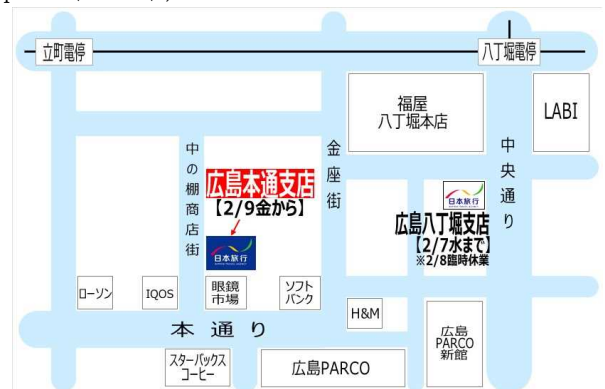 立町電停
八丁堀電停
福屋
八丁堀本店
LABI
中の棚商店街
金座街
中央通り
広島本通支店
【2/9金から】
日本旅行
日本旅行
広島八丁堀支店
【2/7水まで】
※2/8臨時休業
ローソン
IQOS
眼鏡
市場
ソフト
バンク
H&M
本通り
広島
PARCO
新館
スターバックス
コーヒー
広島PARCO